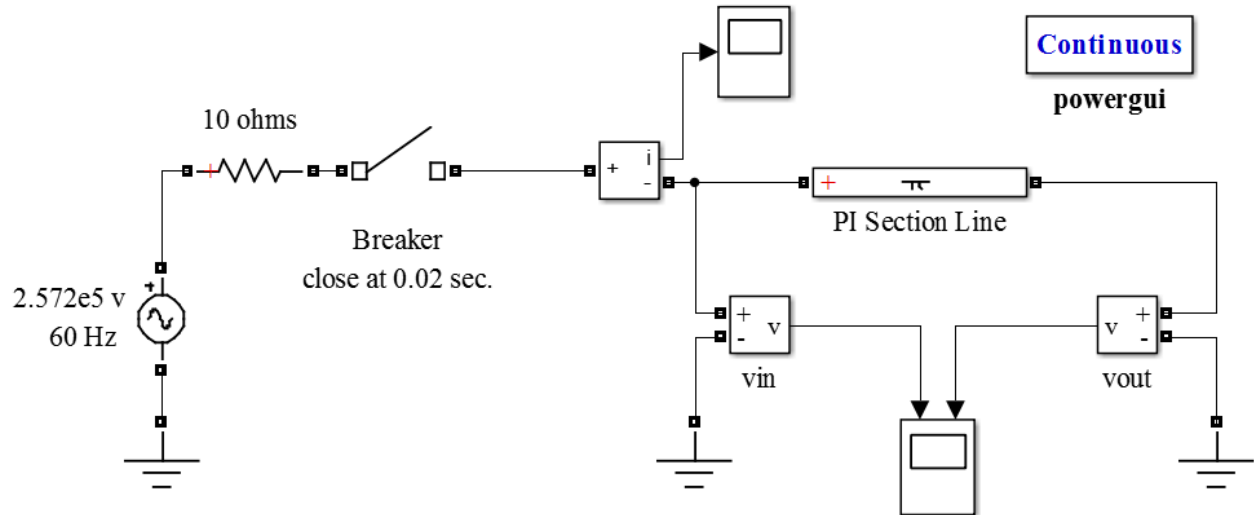 Continuous
powergui
10 ohms
i
+
-
+
PI Section Line
Breaker
close at 0.02 sec.
+
2.572e5 v
60 Hz
+
v
-
v
+
-
vin
vout